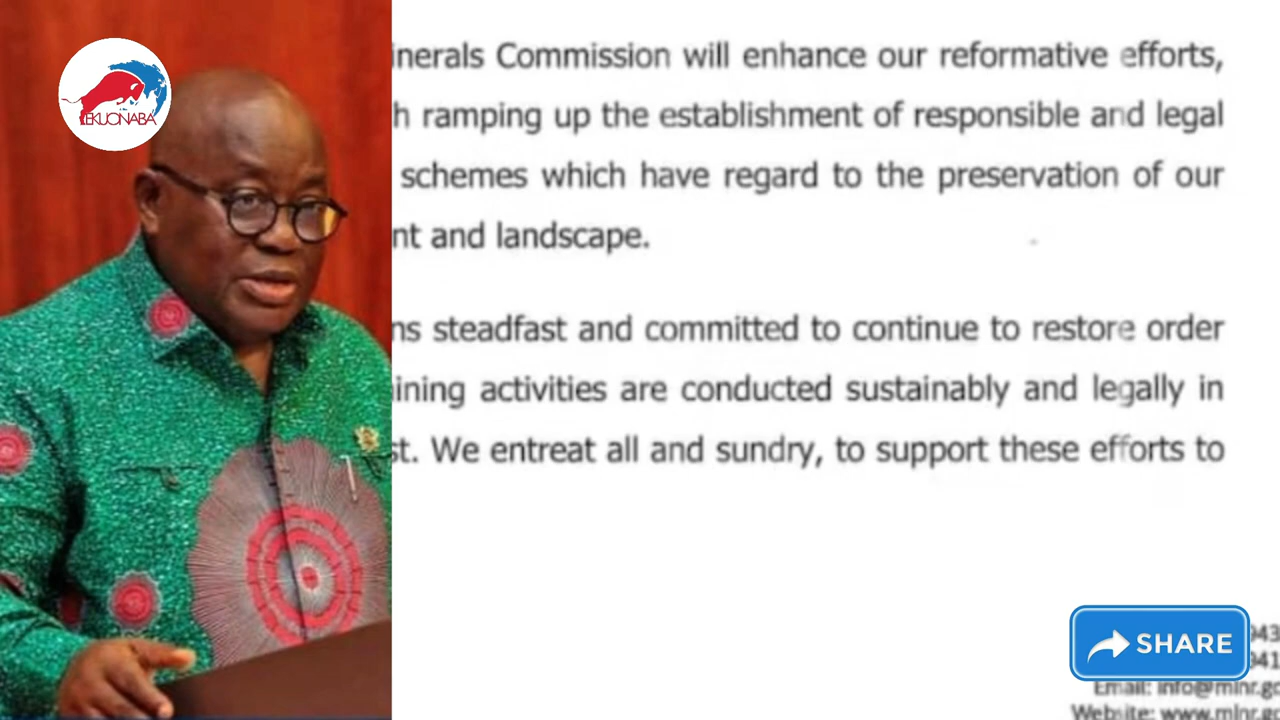 EKUONABA
inerals Commission will enhance our reformative efforts,
h ramping up the establishment of responsible and legal
schemes which have regard to the preservation of our
nt and landscape.
ns steadfast and committed to continue to restore order
ining activities are conducted sustainably and legally in
st. We entreat all and sundry, to support these efforts to
SHARE
043
041
Email: info@mlnr.go
Website: www.mlnr.go